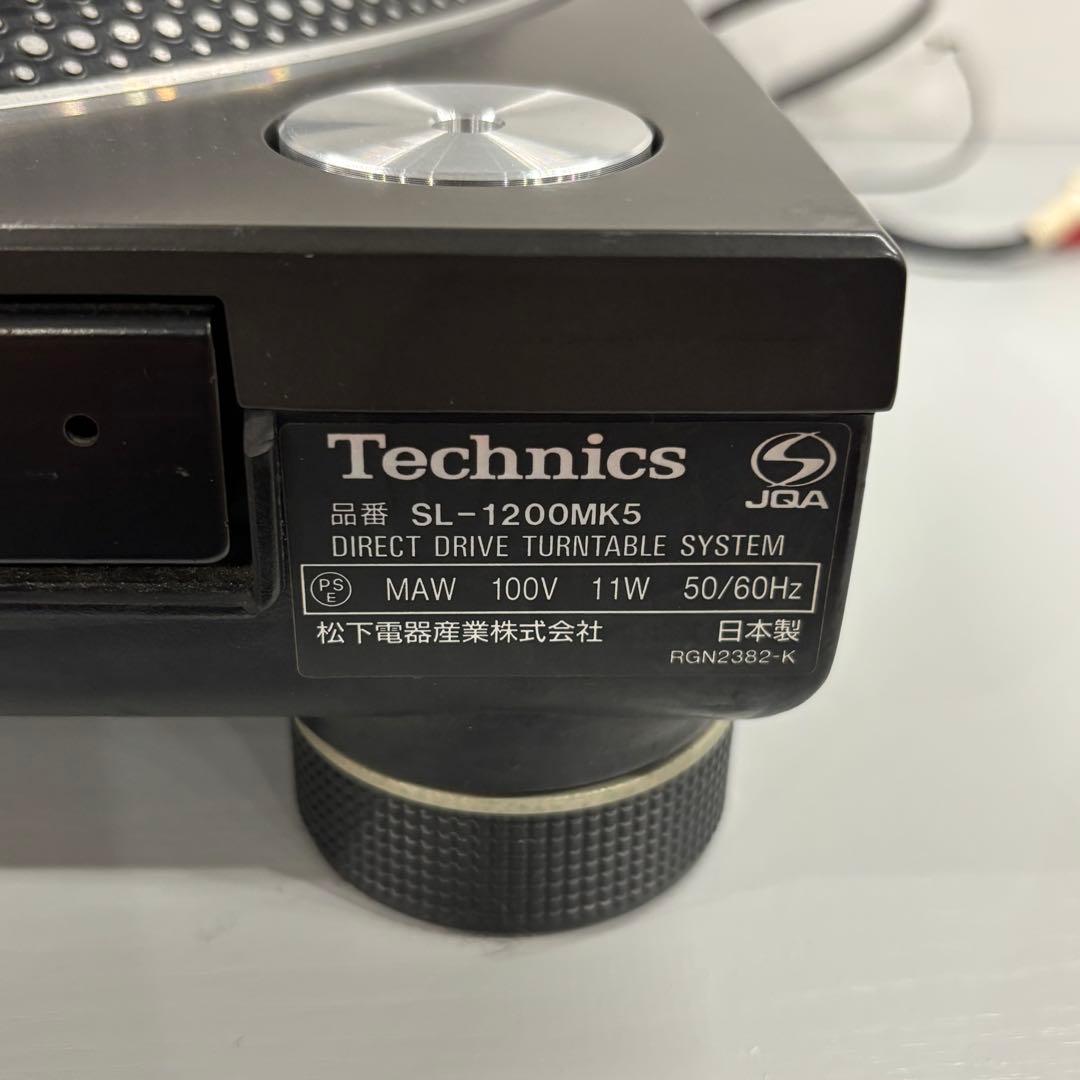 Technics
JQA
品番 SL-1200MK5
DIRECT DRIVE TURNTABLE SYSTEM
PS E MAW 100V 11W 50/60Hz
松下電器産業株式会社 日本製
RGN2382-K